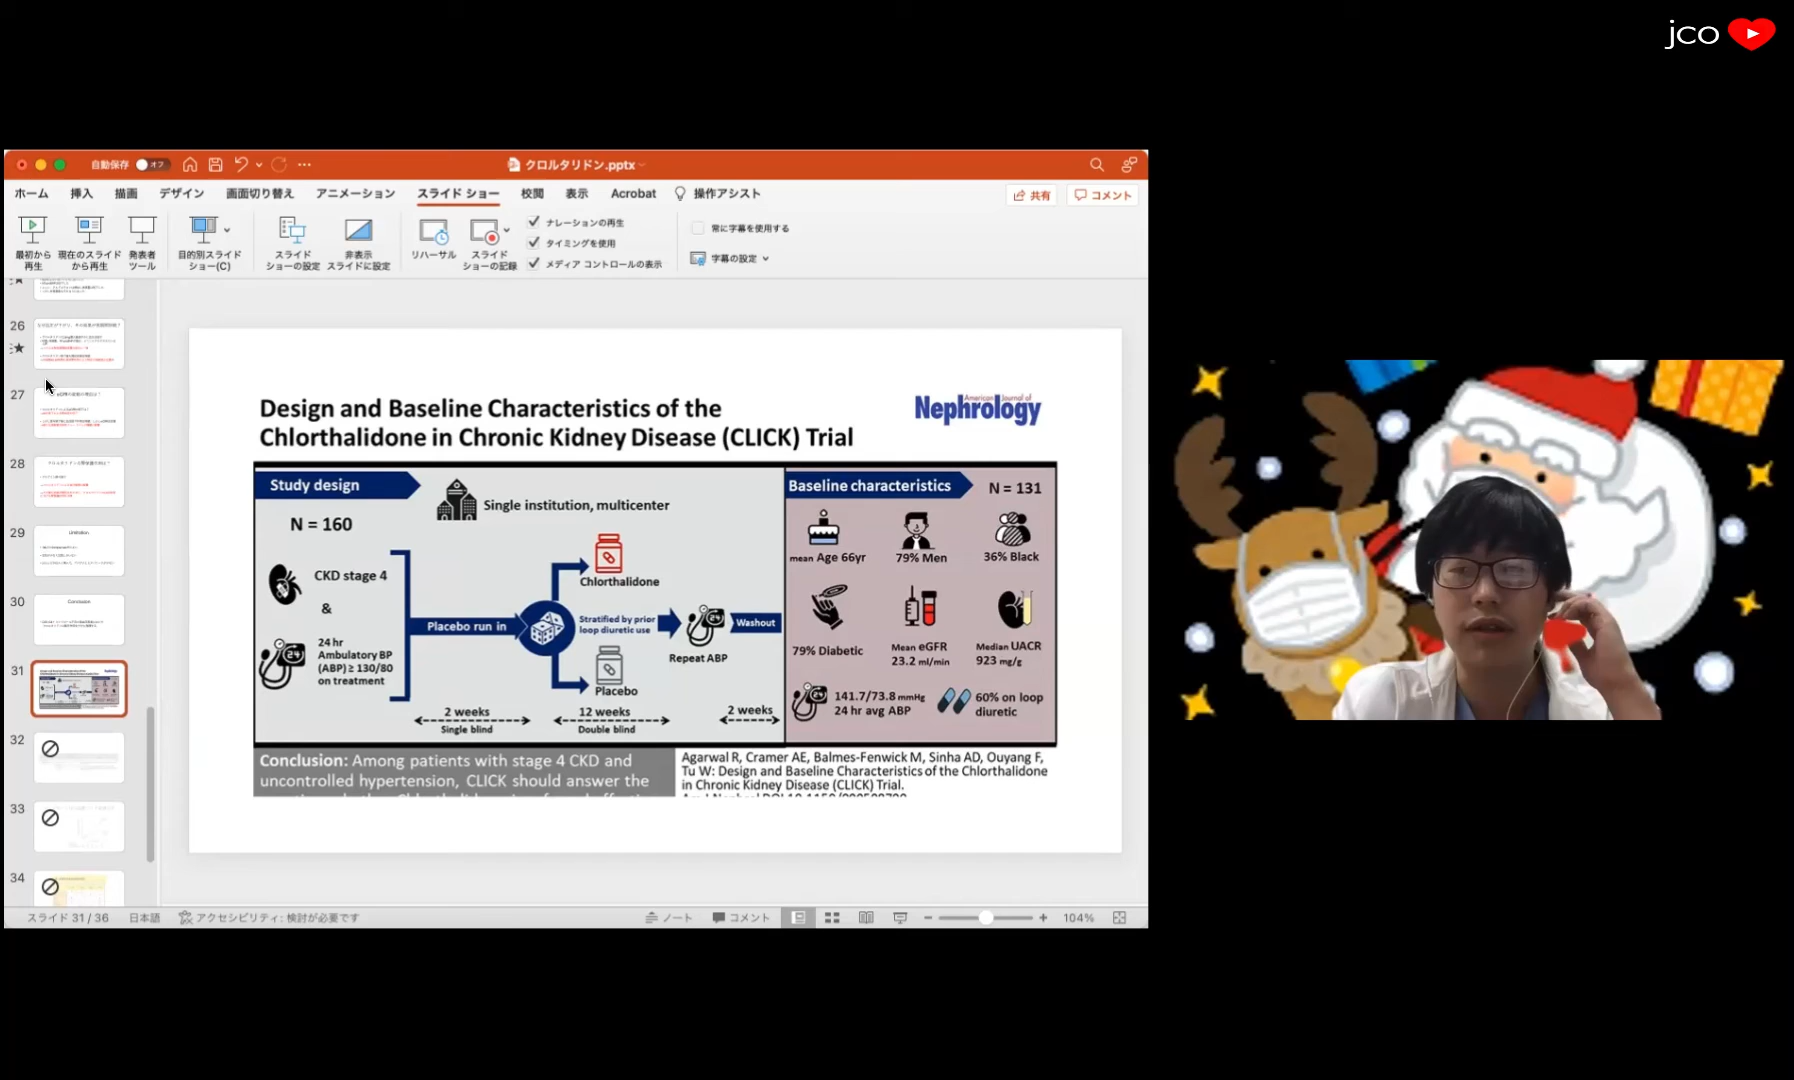 jco
自動保存 オフ
クロルタリドン.pptx
ホーム 挿入 描画 デザイン 画面切り替え アニメーション スライド ショー 校閲 表示 Acrobat 操作アシスト
共有 コメント
最初から
再生
現在のスライド
から再生
発表者
ツール
目的別スライド
ショー(C)
スライド
ショーの設定
非表示
スライドに設定
リハーサル
スライド
ショーの記録
ナレーションの再生
タイミングを使用
メディア コントロールの表示
常に字幕を使用する
字幕の設定
26
27
28
29
Limitation
30
Conclusion
31
32
33
34
Design and Baseline Characteristics of the
Chlorthalidone in Chronic Kidney Disease (CLICK) Trial
American Journal of
Nephrology
Study design
Single institution, multicenter
N = 160
CKD stage 4
&
24 hr
Ambulatory BP
(ABP) ≥ 130/80
on treatment
Placebo run in
Chlorthalidone
Stratified by prior
loop diuretic use
Placebo
Repeat ABP
Washout
2 weeks
Single blind
12 weeks
Double blind
2 weeks
Baseline characteristics
N = 131
mean Age 66yr
79% Men
36% Black
79% Diabetic
Mean eGFR
23.2 ml/min
Median UACR
923 mg/g
141.7/73.8 mmHg
24 hr avg ABP
60% on loop
diuretic
Conclusion: Among patients with stage 4 CKD and
uncontrolled hypertension, CLICK should answer the
Agarwal R, Cramer AE, Balmes-Fenwick M, Sinha AD, Ouyang F,
Tu W: Design and Baseline Characteristics of the Chlorthalidone
in Chronic Kidney Disease (CLICK) Trial.
スライド 31 / 36 日本語 アクセシビリティ: 検討が必要です
ノート コメント 104%